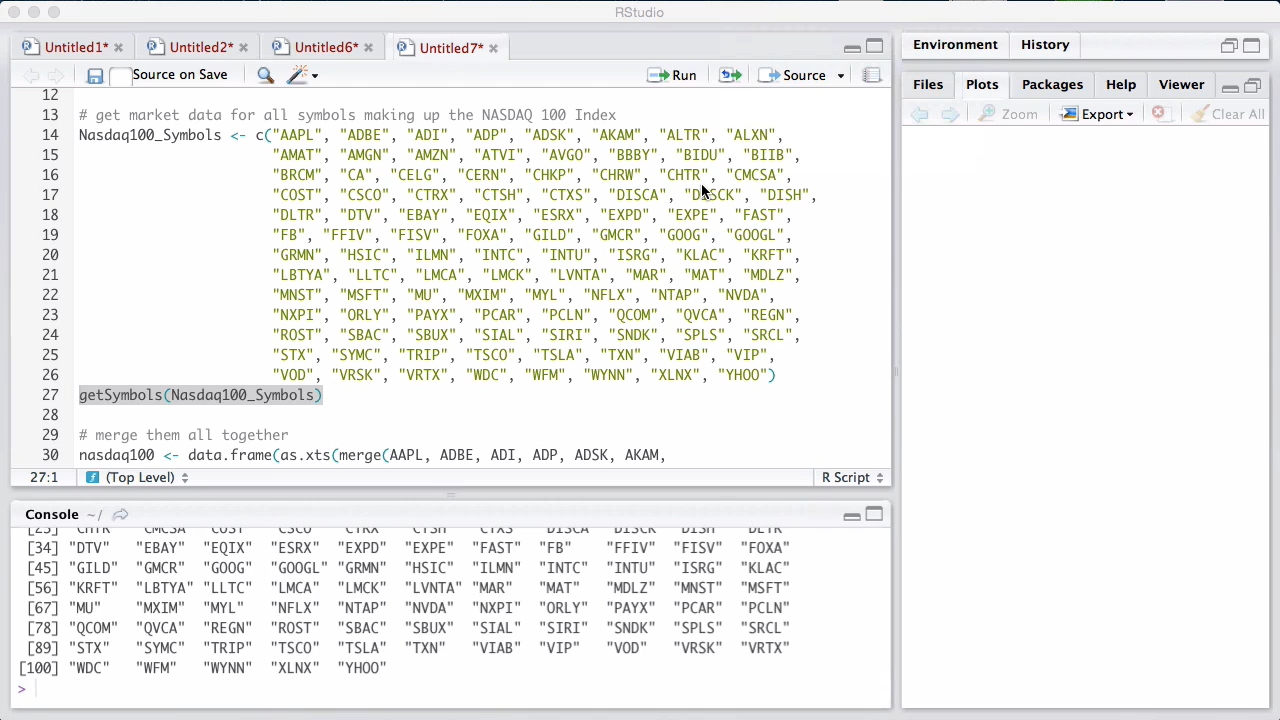 RStudio
Untitled1* Untitled2* Untitled6* Untitled7*
Source on Save Run Source
12
13 # get market data for all symbols making up the NASDAQ 100 Index
14 Nasdaq100_Symbols <- c("AAPL", "ADBE", "ADI", "ADP", "ADSK", "AKAM", "ALTR", "ALXN",
15 "AMAT", "AMGN", "AMZN", "ATVI", "AVGO", "BBBY", "BIDU", "BIIB",
16 "BRCM", "CA", "CELG", "CERN", "CHKP", "CHRW", "CHTR", "CMCSA",
17 "COST", "CSCO", "CTRX", "CTSH", "CTXS", "DISCA", "DISCK", "DISH",
18 "DLTR", "DTV", "EBAY", "EQIX", "ESRX", "EXPD", "EXPE", "FAST",
19 "FB", "FFIV", "FISV", "FOXA", "GILD", "GMCR", "GOOG", "GOOGL",
20 "GRMN", "HSIC", "ILMN", "INTC", "INTU", "ISRG", "KLAC", "KRFT",
21 "LBTYA", "LLTC", "LMCA", "LMCK", "LVNTA", "MAR", "MAT", "MDLZ",
22 "MNST", "MSFT", "MU", "MXIM", "MYL", "NFLX", "NTAP", "NVDA",
23 "NXPI", "ORLY", "PAYX", "PCAR", "PCLN", "QCOM", "QVCA", "REGN",
24 "ROST", "SBAC", "SBUX", "SIAL", "SIRI", "SNDK", "SPLS", "SRCL",
25 "STX", "SYMC", "TRIP", "TSCO", "TSLA", "TXN", "VIAB", "VIP",
26 "VOD", "VRSK", "VRTX", "WDC", "WFM", "WYNN", "XLNX", "YHOO")
27 getSymbols(Nasdaq100_Symbols)
28
29 # merge them all together
30 nasdaq100 <- data.frame(as.xts(merge(AAPL, ADBE, ADI, ADP, ADSK, AKAM,
27:1 (Top Level) R Script
Console ~/
[23] "CHTR" "CMCSA" "COST" "CSCO" "CTRX" "CTSH" "CTXS" "DISCA" "DISCK" "DISH" "DLTR"
[34] "DTV" "EBAY" "EQIX" "ESRX" "EXPD" "EXPE" "FAST" "FB" "FFIV" "FISV" "FOXA"
[45] "GILD" "GMCR" "GOOG" "GOOGL" "GRMN" "HSIC" "ILMN" "INTC" "INTU" "ISRG" "KLAC"
[56] "KRFT" "LBTYA" "LLTC" "LMCA" "LMCK" "LVNTA" "MAR" "MAT" "MDLZ" "MNST" "MSFT"
[67] "MU" "MXIM" "MYL" "NFLX" "NTAP" "NVDA" "NXPI" "ORLY" "PAYX" "PCAR" "PCLN"
[78] "QCOM" "QVCA" "REGN" "ROST" "SBAC" "SBUX" "SIAL" "SIRI" "SNDK" "SPLS" "SRCL"
[89] "STX" "SYMC" "TRIP" "TSCO" "TSLA" "TXN" "VIAB" "VIP" "VOD" "VRSK" "VRTX"
[100] "WDC" "WFM" "WYNN" "XLNX" "YHOO"
>
Environment History
Files Plots Packages Help Viewer
Zoom Export Clear All